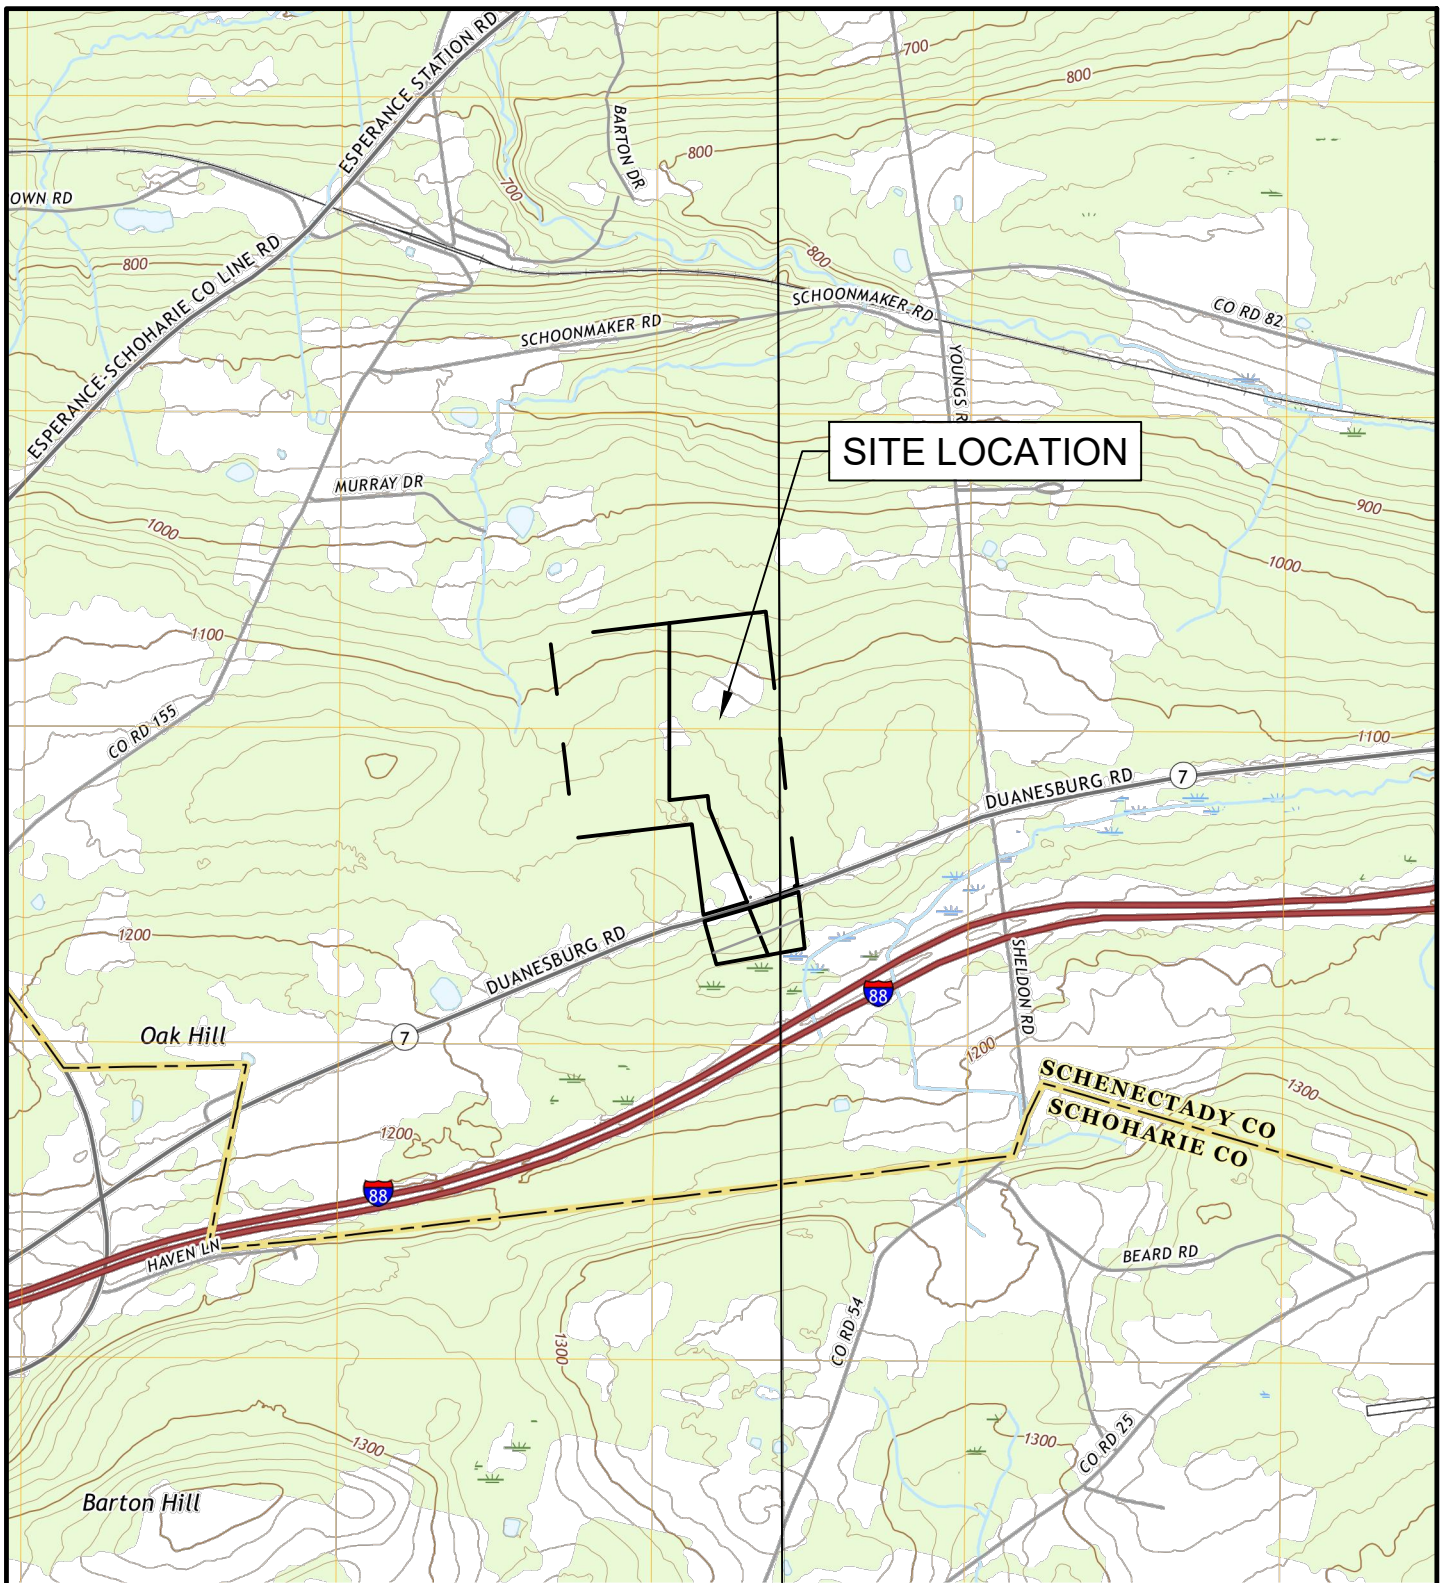 ESPERANCE STATION RD
700
800
BARTON DR
800
700
OWN RD
800
ESPERANCE-SCHOHARIE CO LINE RD
800
SCHOONMAKER RD
SCHOONMAKER RD
CO RD 82
YOUNGS R
SITE LOCATION
MURRAY DR
1000
900
1000
1100
CO RD 155
1100
DUANESBURG RD
7
1200
DUANESBURG RD
SHELDON RD
88
Oak Hill
7
1200
SCHENECTADY CO
SCHOHARIE CO
1300
1200
88
HAVEN LN
BEARD RD
CO RD 54
1300
1300
1300
CO RD 25
Barton Hill